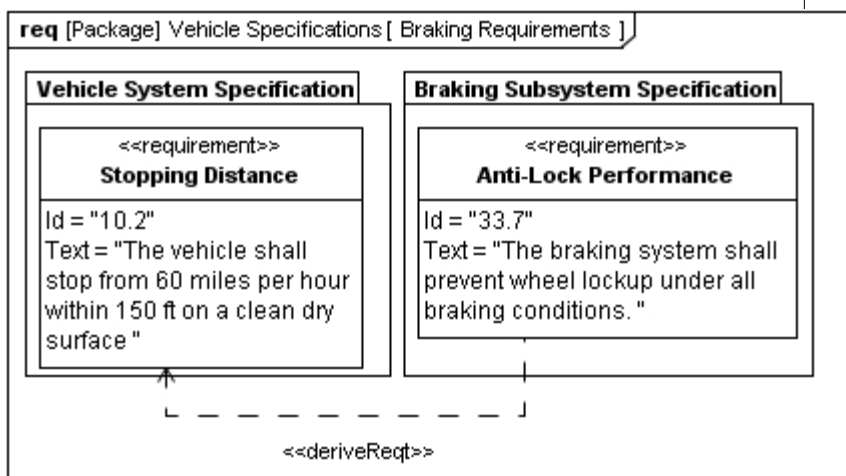 req [Package] Vehicle Specifications [ Braking Requirements ]
Vehicle System Specification
<<requirement>>
Stopping Distance
Id = "10.2"
Text = "The vehicle shall
stop from 60 miles per hour
within 150 ft on a clean dry
surface "
Braking Subsystem Specification
<<requirement>>
Anti-Lock Performance
Id = "33.7"
Text = "The braking system shall
prevent wheel lockup under all
braking conditions. "
<<deriveReqt>>